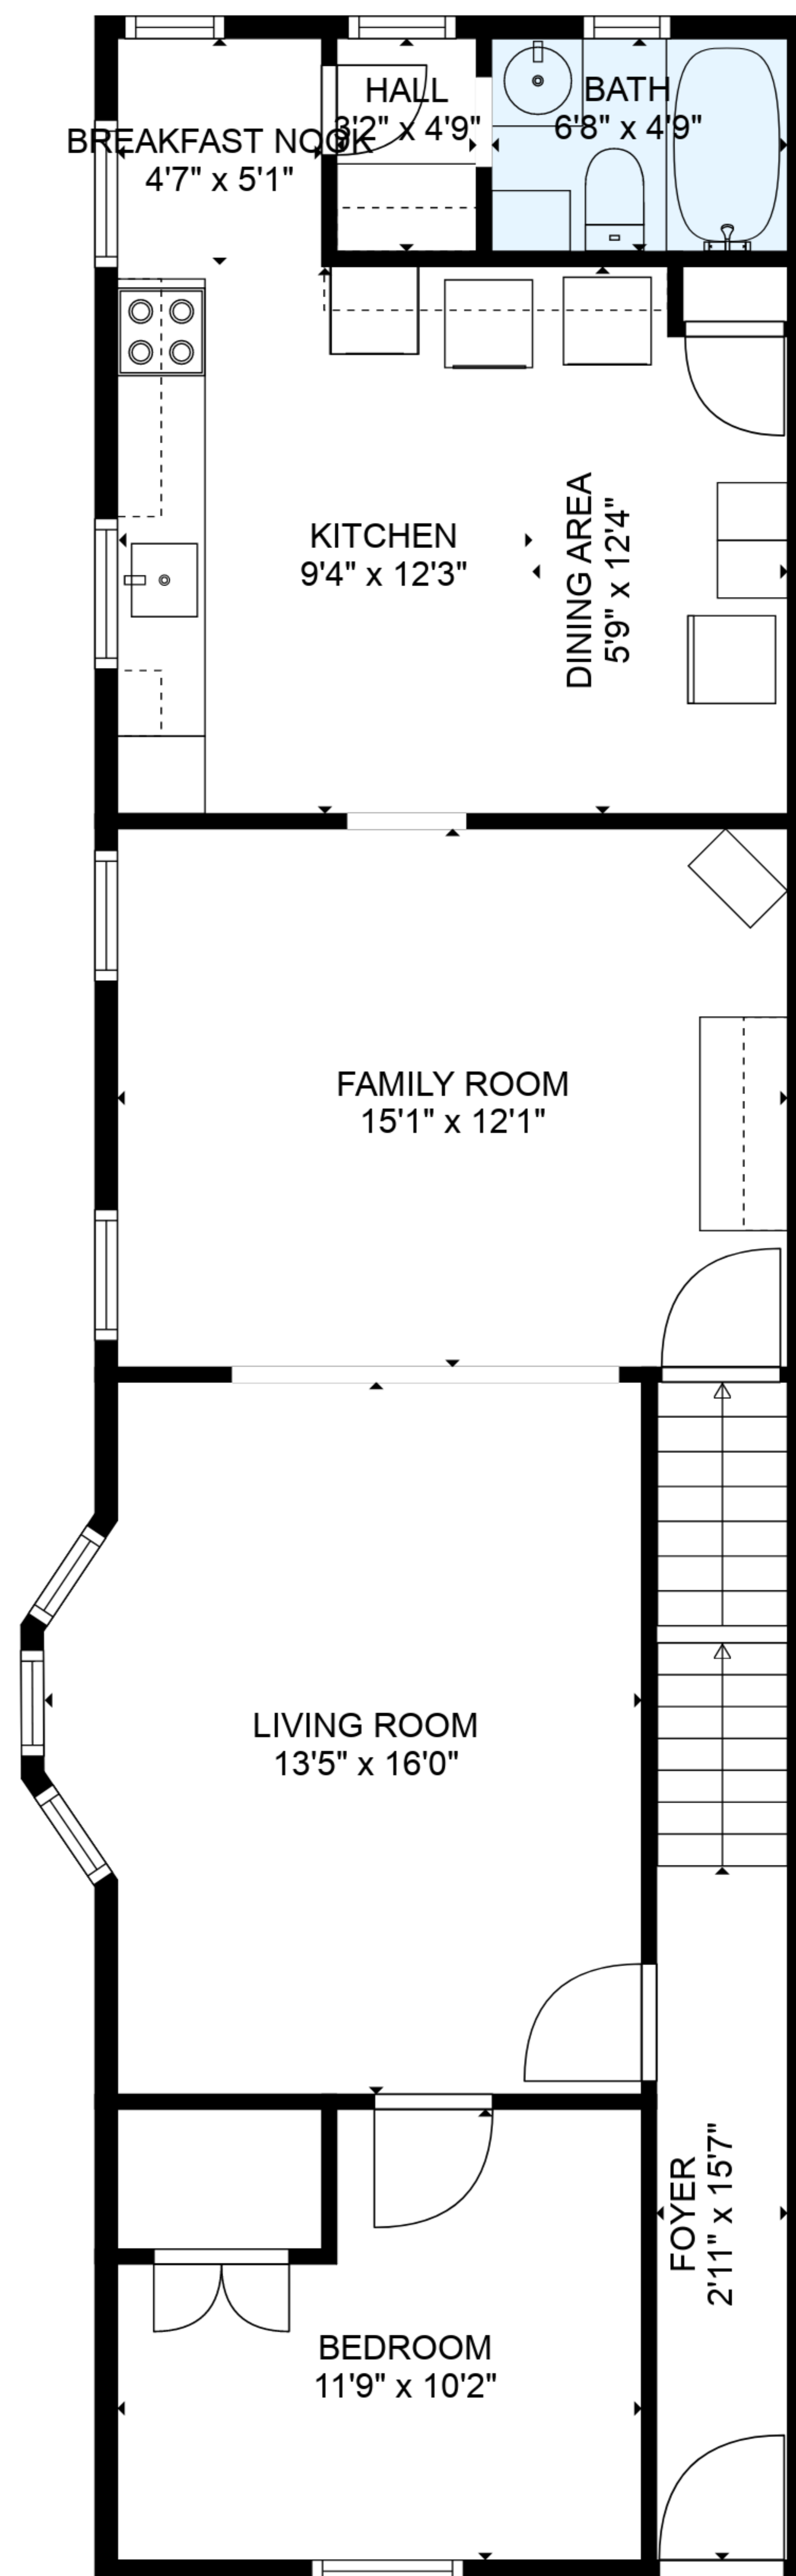 BREAKFAST NOOK
4'7" x 5'1"
HALL
3'2" x 4'9"
BATH
6'8" x 4'9"
KITCHEN
9'4" x 12'3"
DINING AREA
5'9" x 12'4"
FAMILY ROOM
15'1" x 12'1"
LIVING ROOM
13'5" x 16'0"
FOYER
2'11" x 15'7"
BEDROOM
11'9" x 10'2"